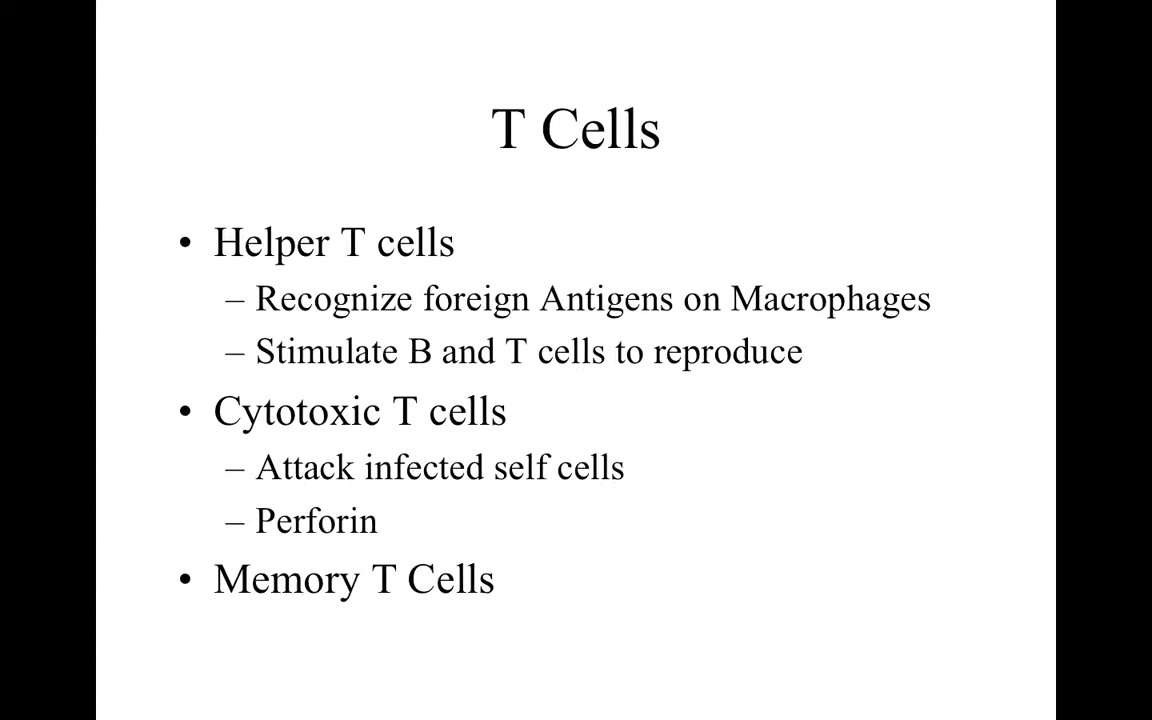 T Cells
• Helper T cells
– Recognize foreign Antigens on Macrophages
– Stimulate B and T cells to reproduce
• Cytotoxic T cells
– Attack infected self cells
– Perforin
• Memory T Cells